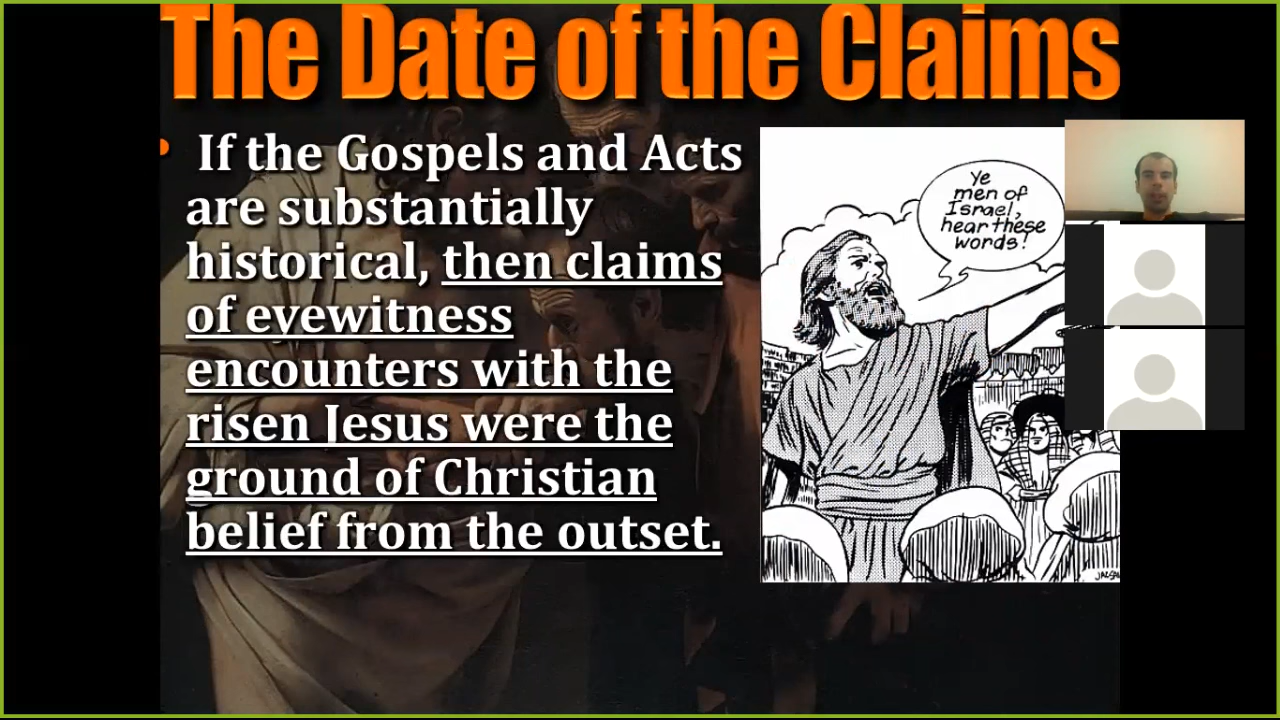 The Date of the Claims
• If the Gospels and Acts
are substantially
historical, then claims
of eyewitness
encounters with the
risen Jesus were the
ground of Christian
belief from the outset.
Ye
men of
Israel,
hear these
words!